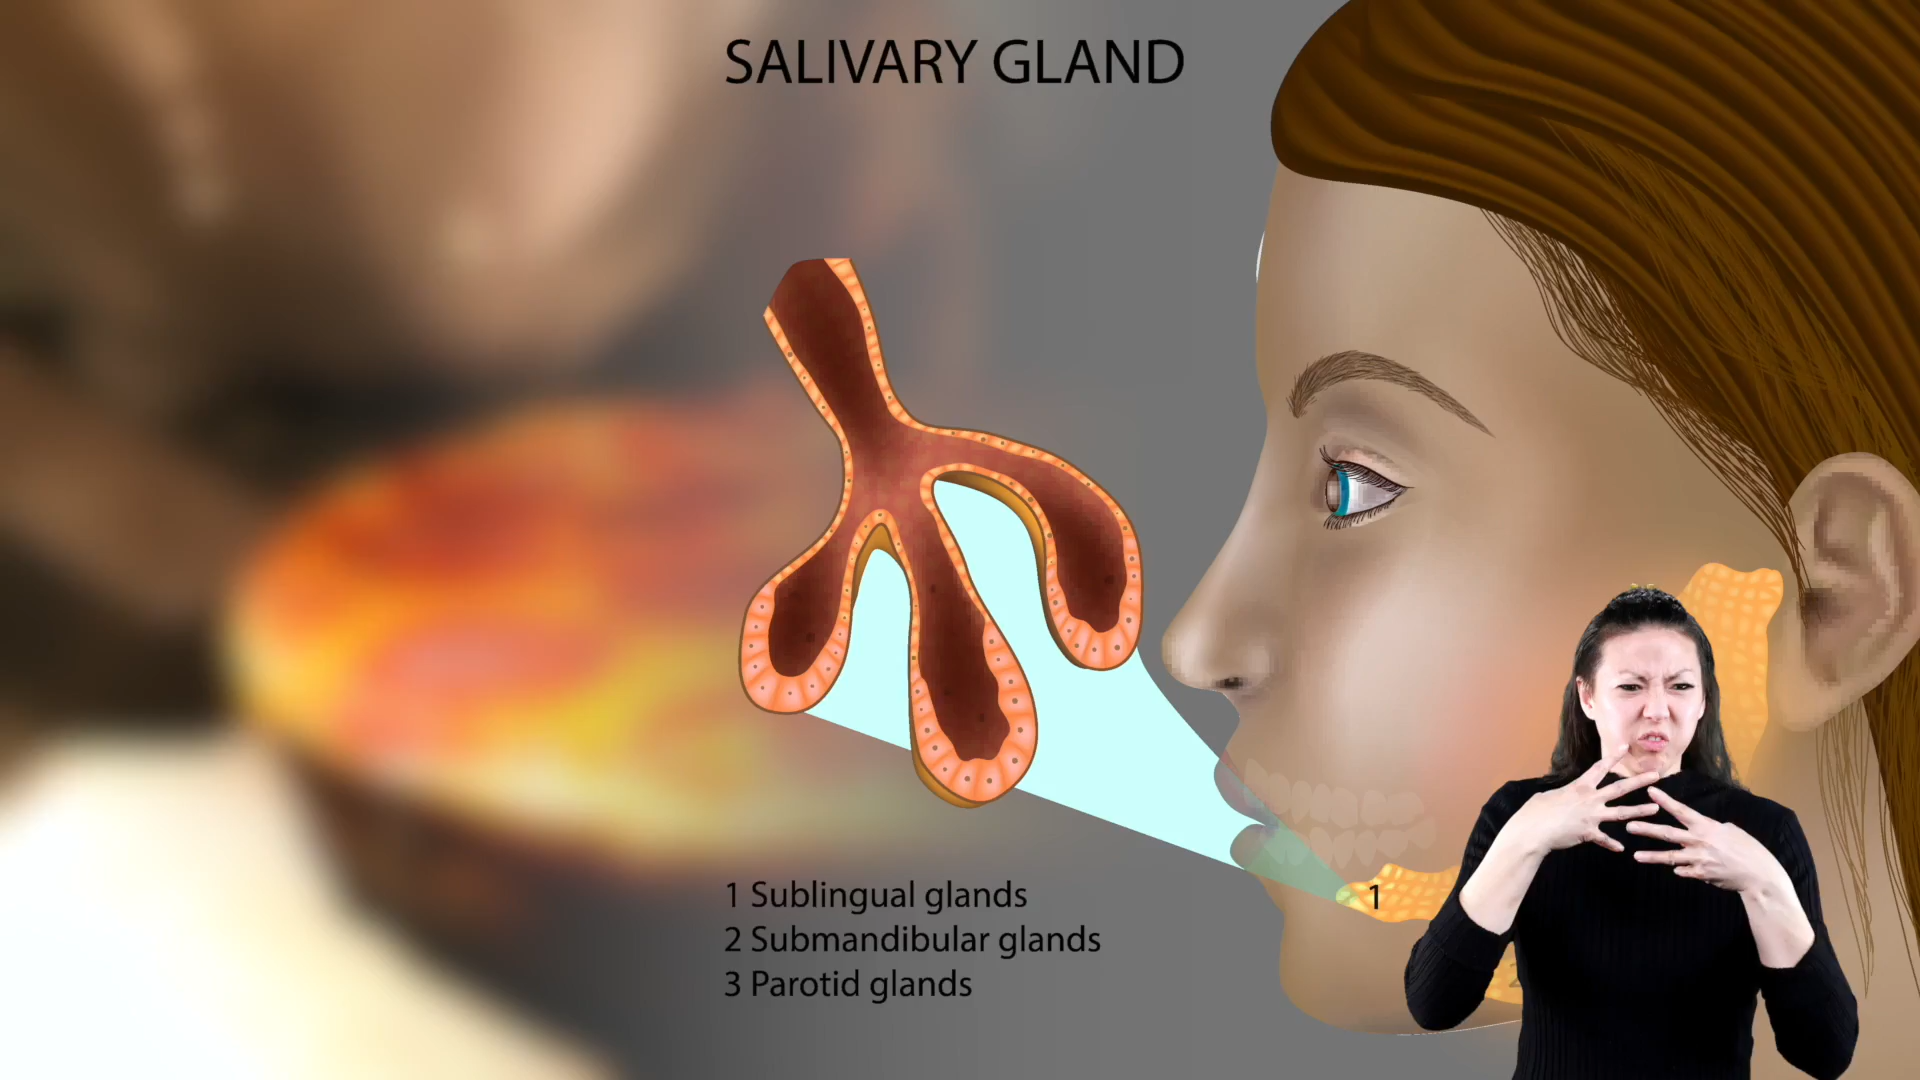 SALIVARY GLAND
1
1 Sublingual glands
2 Submandibular glands
3 Parotid glands